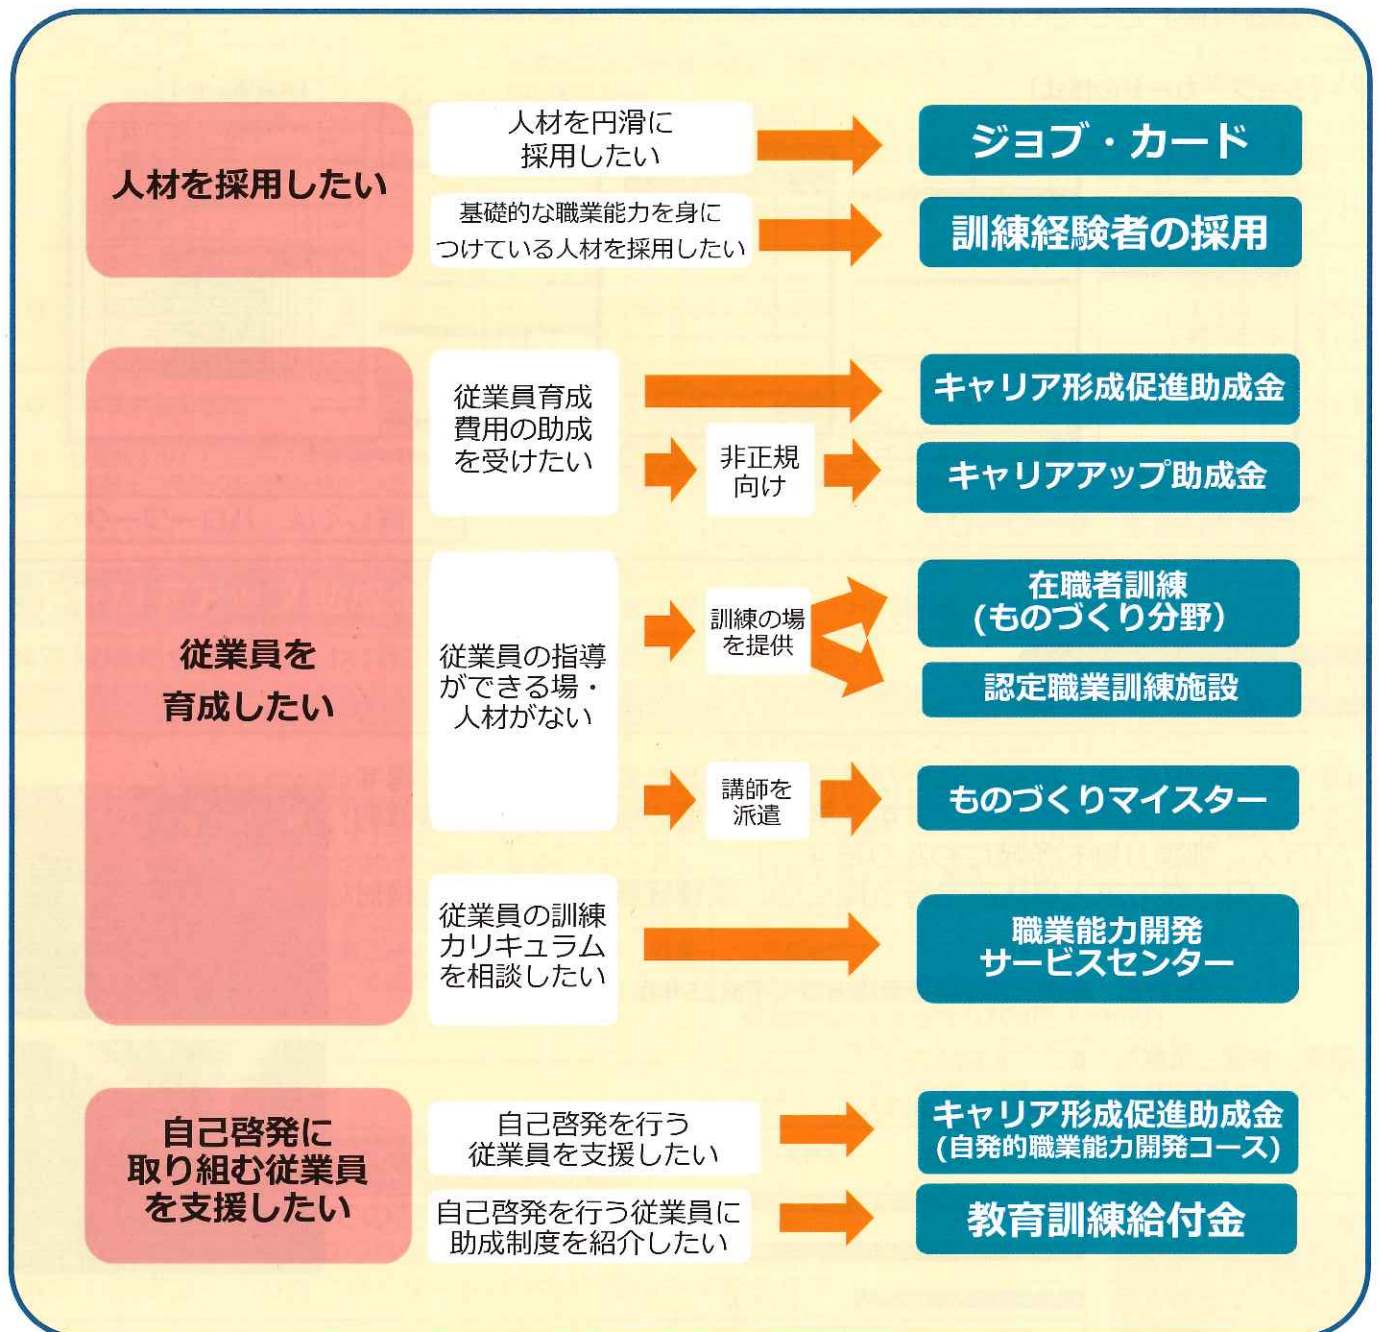 人材を採用したい
人材を円滑に
採用したい
ジョブ・カード
基礎的な職業能力を身に
つけている人材を採用したい
訓練経験者の採用
従業員を
育成したい
従業員育成
費用の助成
を受けたい
キャリア形成促進助成金
非正規
向け
キャリアアップ助成金
従業員の指導
ができる場・
人材がない
訓練の場
を提供
在職者訓練
(ものづくり分野)
認定職業訓練施設
講師を
派遣
ものづくりマイスター
従業員の訓練
カリキュラム
を相談したい
職業能力開発
サービスセンター
自己啓発に
取り組む従業員
を支援したい
自己啓発を行う
従業員を支援したい
キャリア形成促進助成金
(自発的職業能力開発コース)
自己啓発を行う従業員に
助成制度を紹介したい
教育訓練給付金